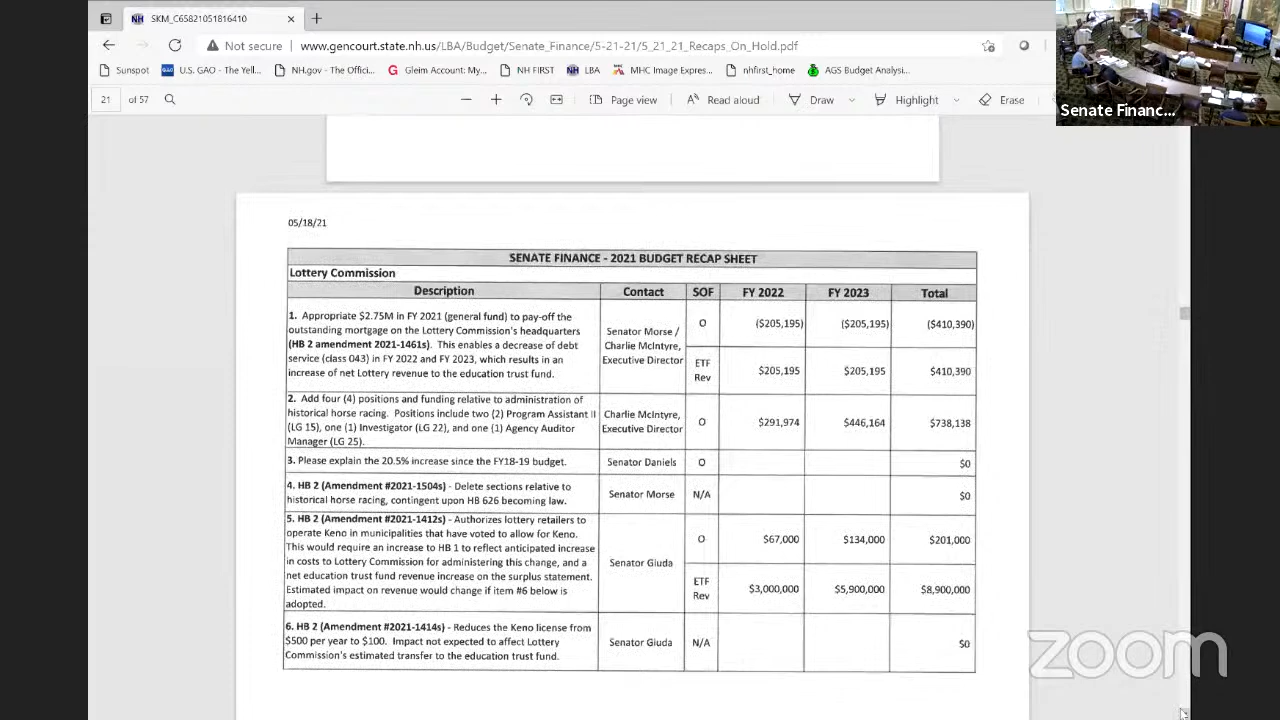 SKM_C65821051816410
Not secure | www.gencourt.state.nh.us/LBA/Budget/Senate_Finance/5-21-21/5_21_21_Recaps_On_Hold.pdf
Sunspot U.S. GAO - The Yell... NH.gov - The Offici... Gleim Account: My... NH FIRST LBA MHC Image Expres... nhfirst_home AGS Budget Analysi...
21 of 57 Page view Read aloud Draw Highlight Erase
Senate Financ...
05/18/21
SENATE FINANCE - 2021 BUDGET RECAP SHEET
Lottery Commission
Description Contact SOF FY 2022 FY 2023 Total
1. Appropriate $2.75M in FY 2021 (general fund) to pay-off the
outstanding mortgage on the Lottery Commission's headquarters
(HB 2 amendment 2021-1461s). This enables a decrease of debt
service (class 043) in FY 2022 and FY 2023, which results in an
increase of net Lottery revenue to the education trust fund.
Senator Morse /
Charlie McIntyre,
Executive Director
O ($205,195) ($205,195) ($410,390)
ETF
Rev
$205,195 $205,195 $410,390
2. Add four (4) positions and funding relative to administration of
historical horse racing. Positions include two (2) Program Assistant II
(LG 15), one (1) Investigator (LG 22), and one (1) Agency Auditor
Manager (LG 25).
Charlie McIntyre,
Executive Director
O $291,974 $446,164 $738,138
3. Please explain the 20.5% increase since the FY18-19 budget. Senator Daniels O $0
4. HB 2 (Amendment #2021-1504s) - Delete sections relative to
historical horse racing, contingent upon HB 626 becoming law.
Senator Morse N/A $0
5. HB 2 (Amendment #2021-1412s) - Authorizes lottery retailers to
operate Keno in municipalities that have voted to allow for Keno.
This would require an increase to HB 1 to reflect anticipated increase
in costs to Lottery Commission for administering this change, and a
net education trust fund revenue increase on the surplus statement.
Estimated impact on revenue would change if item #6 below is
adopted.
Senator Giuda
O $67,000 $134,000 $201,000
ETF
Rev
$3,000,000 $5,900,000 $8,900,000
6. HB 2 (Amendment #2021-1414s) - Reduces the Keno license from
$500 per year to $100. Impact not expected to affect Lottery
Commission's estimated transfer to the education trust fund.
Senator Giuda N/A $0
zoom